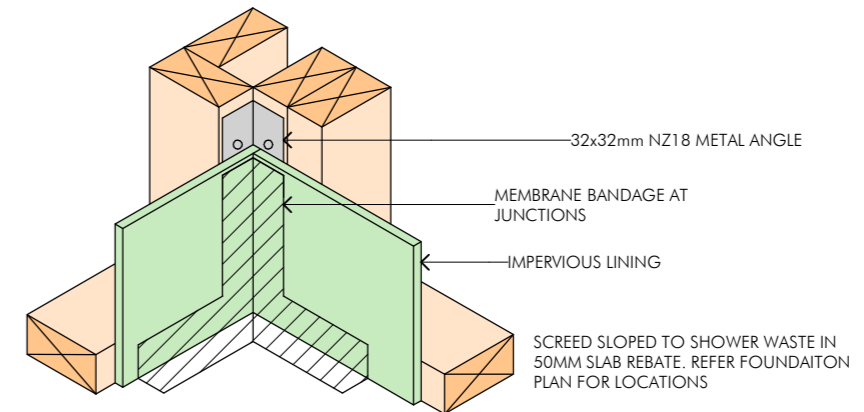 32x32mm NZ18 METAL ANGLE
MEMBRANE BANDAGE AT
JUNCTIONS
IMPERVIOUS LINING
SCREED SLOPED TO SHOWER WASTE IN
50MM SLAB REBATE. REFER FOUNDAITON
PLAN FOR LOCATIONS